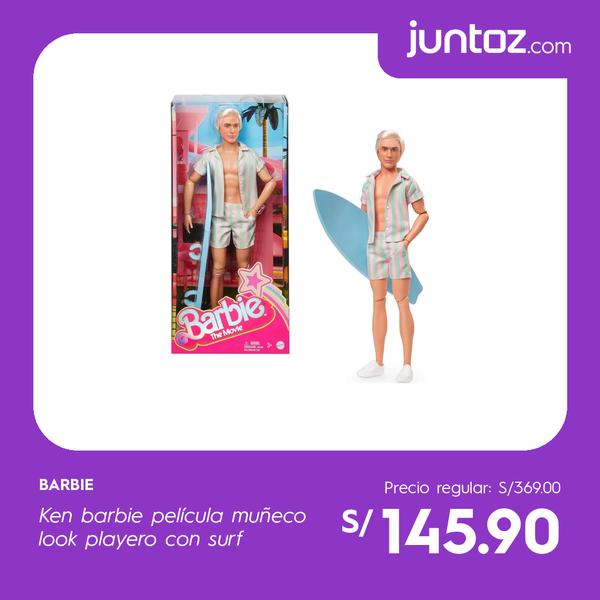 juntoz.com
Barbie
The Movie
BARBIE
Ken barbie película muñeco
look playero con surf
Precio regular: S/369.00
S/145.90